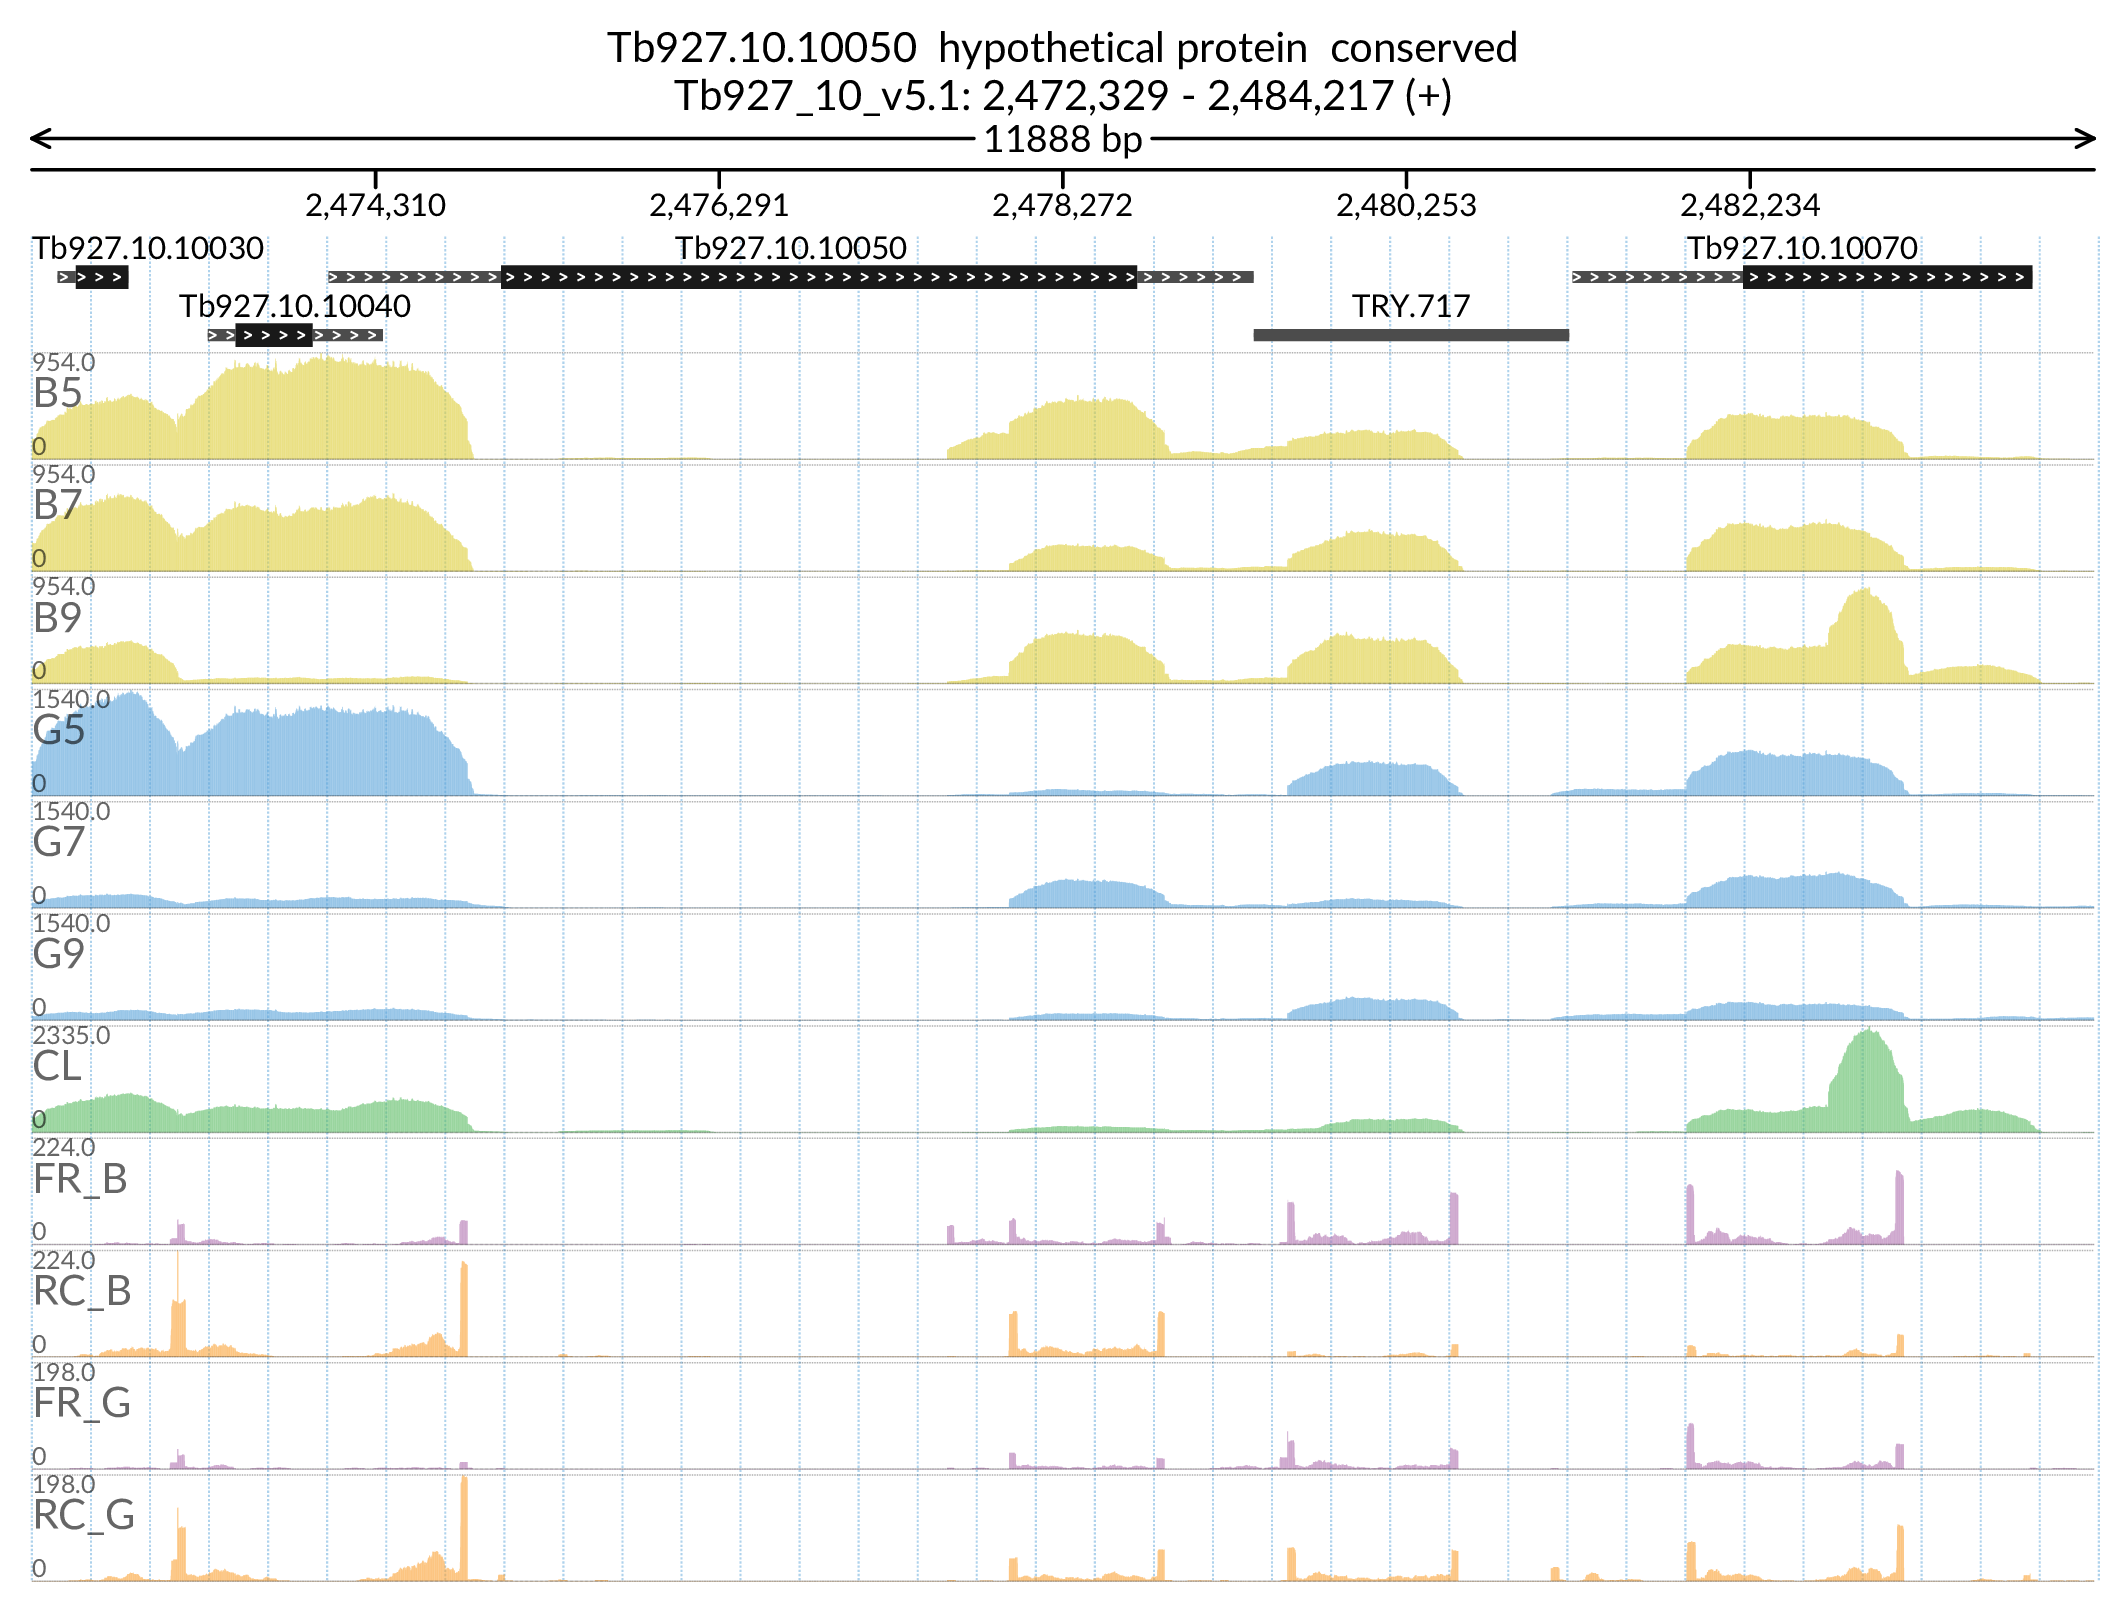 Tb927.10.10050 hypothetical protein conserved
Tb927_10_v5.1: 2,472,329 - 2,484,217 (+)
11888 bp
2,474,310 2,476,291 2,478,272 2,480,253 2,482,234
Tb927.10.10030 Tb927.10.10050 Tb927.10.10070
Tb927.10.10040 TRY.717
954.0
B5
0
954.0
B7
0
954.0
B9
0
1540.0
G5
0
1540.0
G7
0
1540.0
G9
0
2335.0
CL
0
224.0
FR_B
0
224.0
RC_B
0
198.0
FR_G
0
198.0
RC_G
0